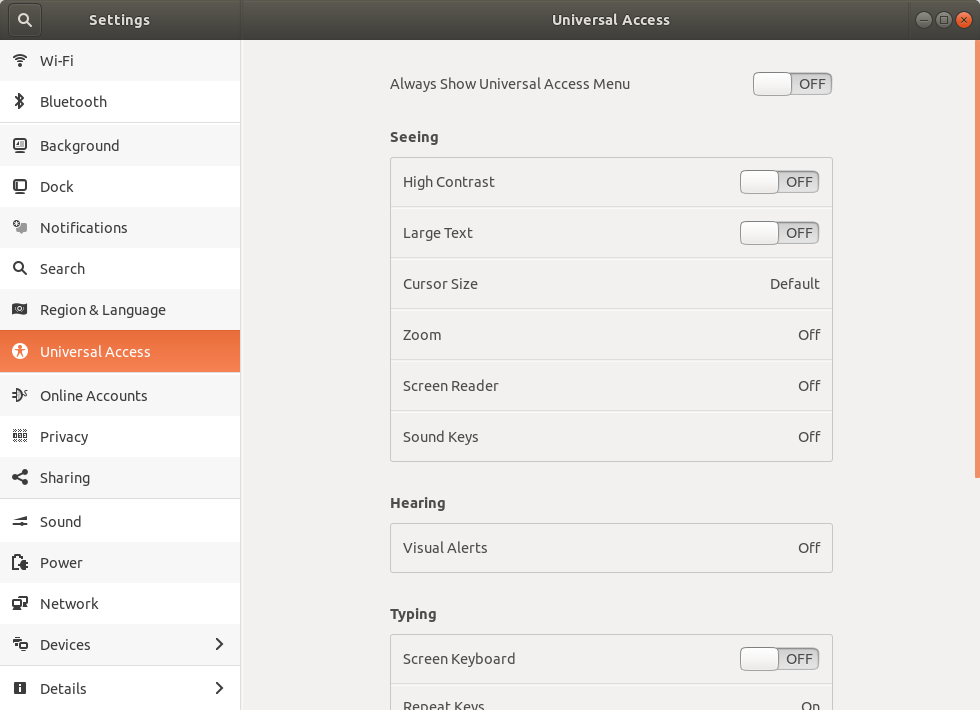 Settings
Universal Access
Wi-Fi
Bluetooth
Background
Dock
Notifications
Search
Region & Language
Universal Access
Online Accounts
Privacy
Sharing
Sound
Power
Network
Devices
Details
Always Show Universal Access Menu OFF
Seeing
High Contrast OFF
Large Text OFF
Cursor Size Default
Zoom Off
Screen Reader Off
Sound Keys Off
Hearing
Visual Alerts Off
Typing
Screen Keyboard OFF
Repeat Keys On